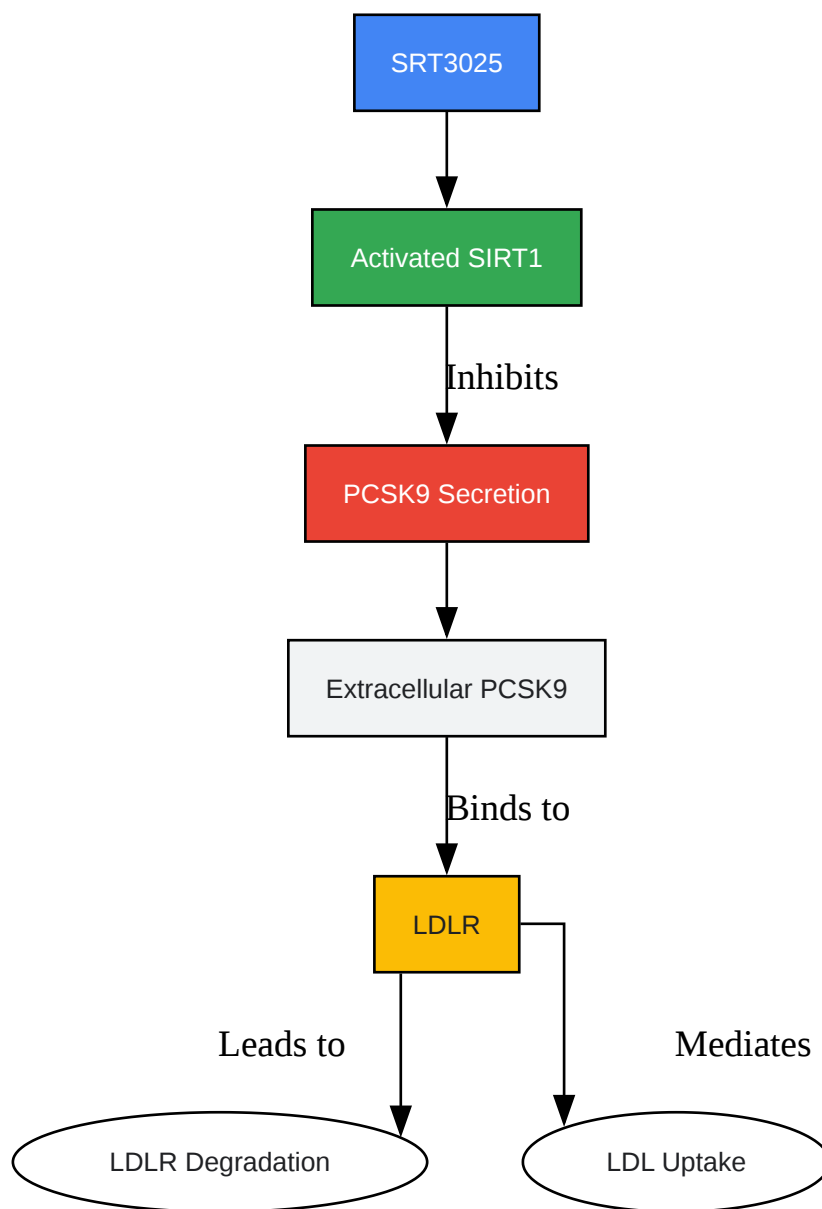 SRT3025
Activated SIRT1
Inhibits
PCSK9 Secretion
Extracellular PCSK9
Binds to
LDLR
Leads to
Mediates
LDLR Degradation
LDL Uptake